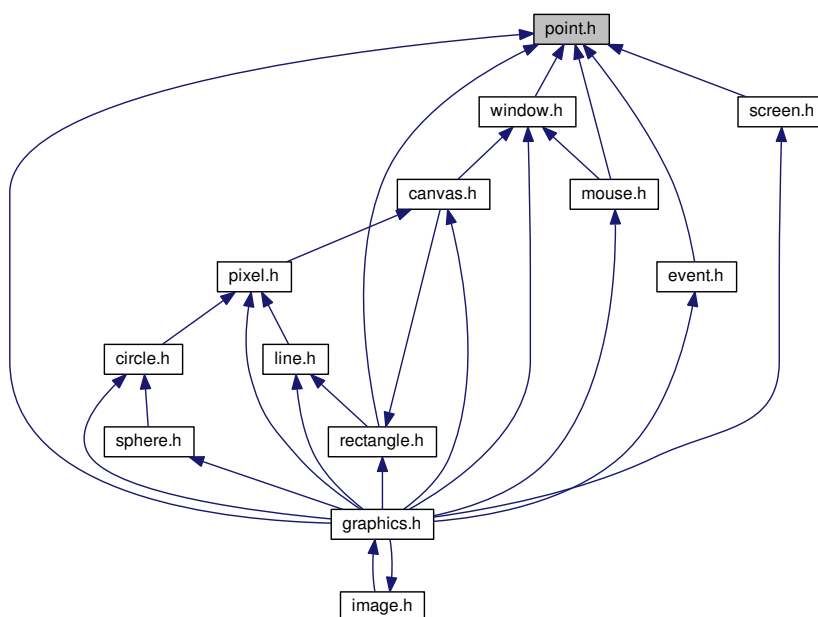 point.h
window.h
screen.h
canvas.h
mouse.h
pixel.h
event.h
circle.h
line.h
sphere.h
rectangle.h
graphics.h
image.h